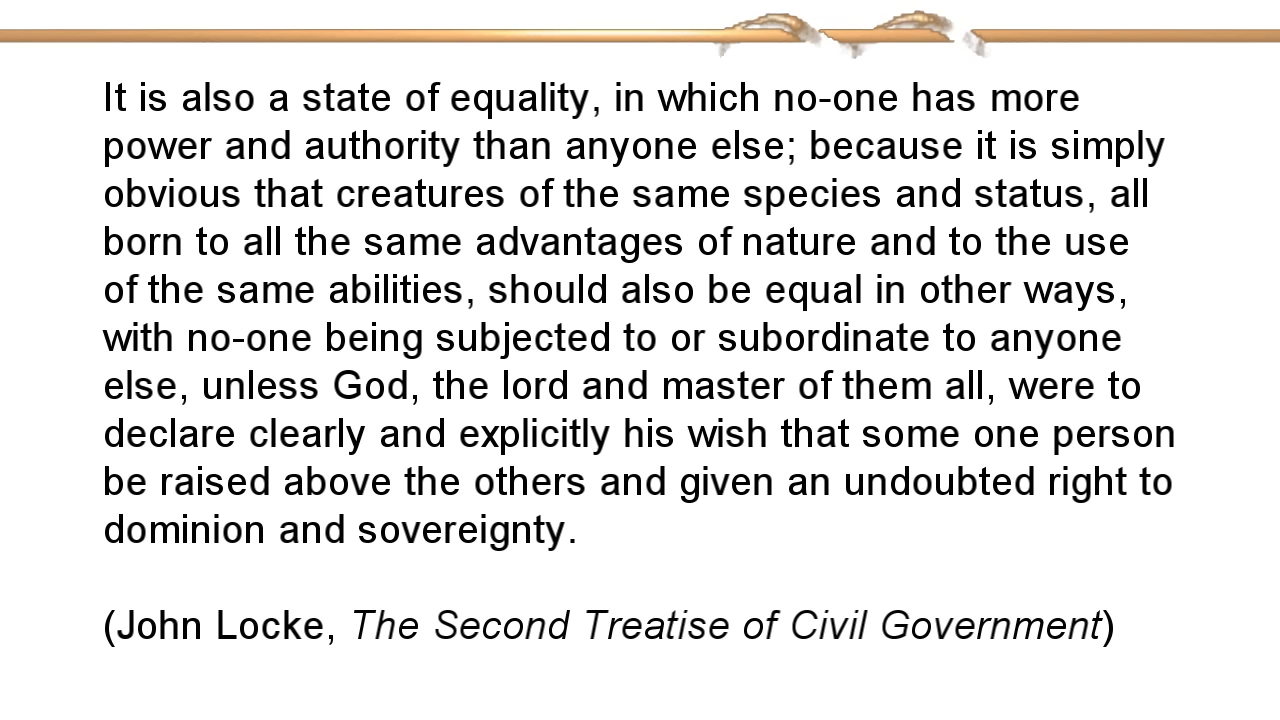 It is also a state of equality, in which no-one has more
power and authority than anyone else; because it is simply
obvious that creatures of the same species and status, all
born to all the same advantages of nature and to the use
of the same abilities, should also be equal in other ways,
with no-one being subjected to or subordinate to anyone
else, unless God, the lord and master of them all, were to
declare clearly and explicitly his wish that some one person
be raised above the others and given an undoubted right to
dominion and sovereignty.
(John Locke, The Second Treatise of Civil Government)